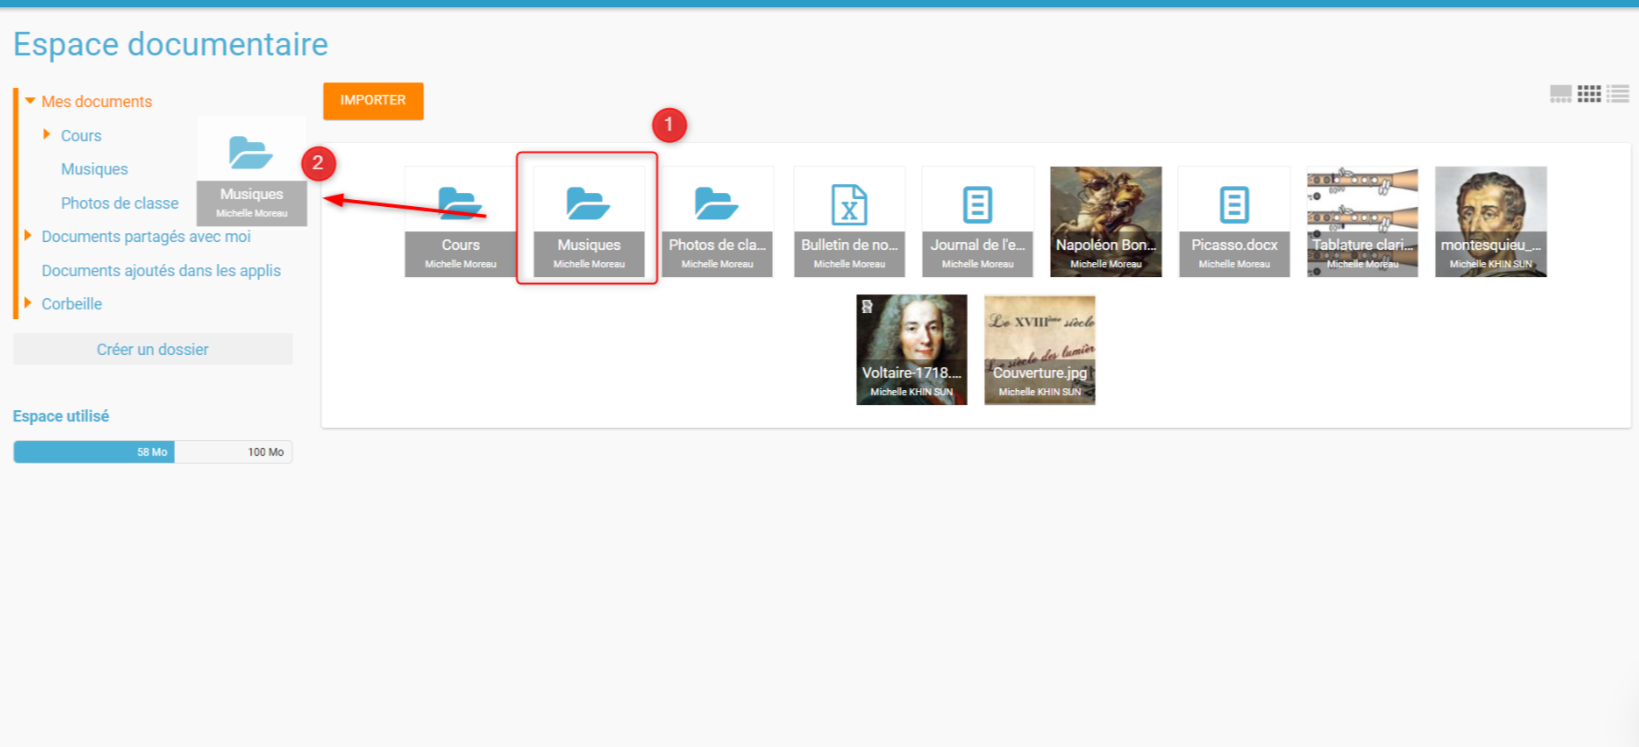 Espace documentaire
Mes documents
Cours
Musiques
Photos de classe
Documents partagés avec moi
Documents ajoutés dans les applis
Corbeille
Créer un dossier
Espace utilisé
58 Mo
100 Mo
Musiques
Michelle Moreau
2
IMPORTER
1
Cours
Michelle Moreau
Musiques
Michelle Moreau
Photos de cla...
Michelle Moreau
X
Bulletin de no...
Michelle Moreau
Journal de l'e...
Michelle Moreau
Napoléon Bon...
Michelle Moreau
Picasso.docx
Michelle Moreau
Tablature clari...
Michelle Moreau
montesquieu_...
Michelle KHIN SUN
Voltaire-1718....
Michelle KHIN SUN
Le XVIIIème siècle
Le siècle des lumièr
Couverture.jpg
Michelle KHIN SUN